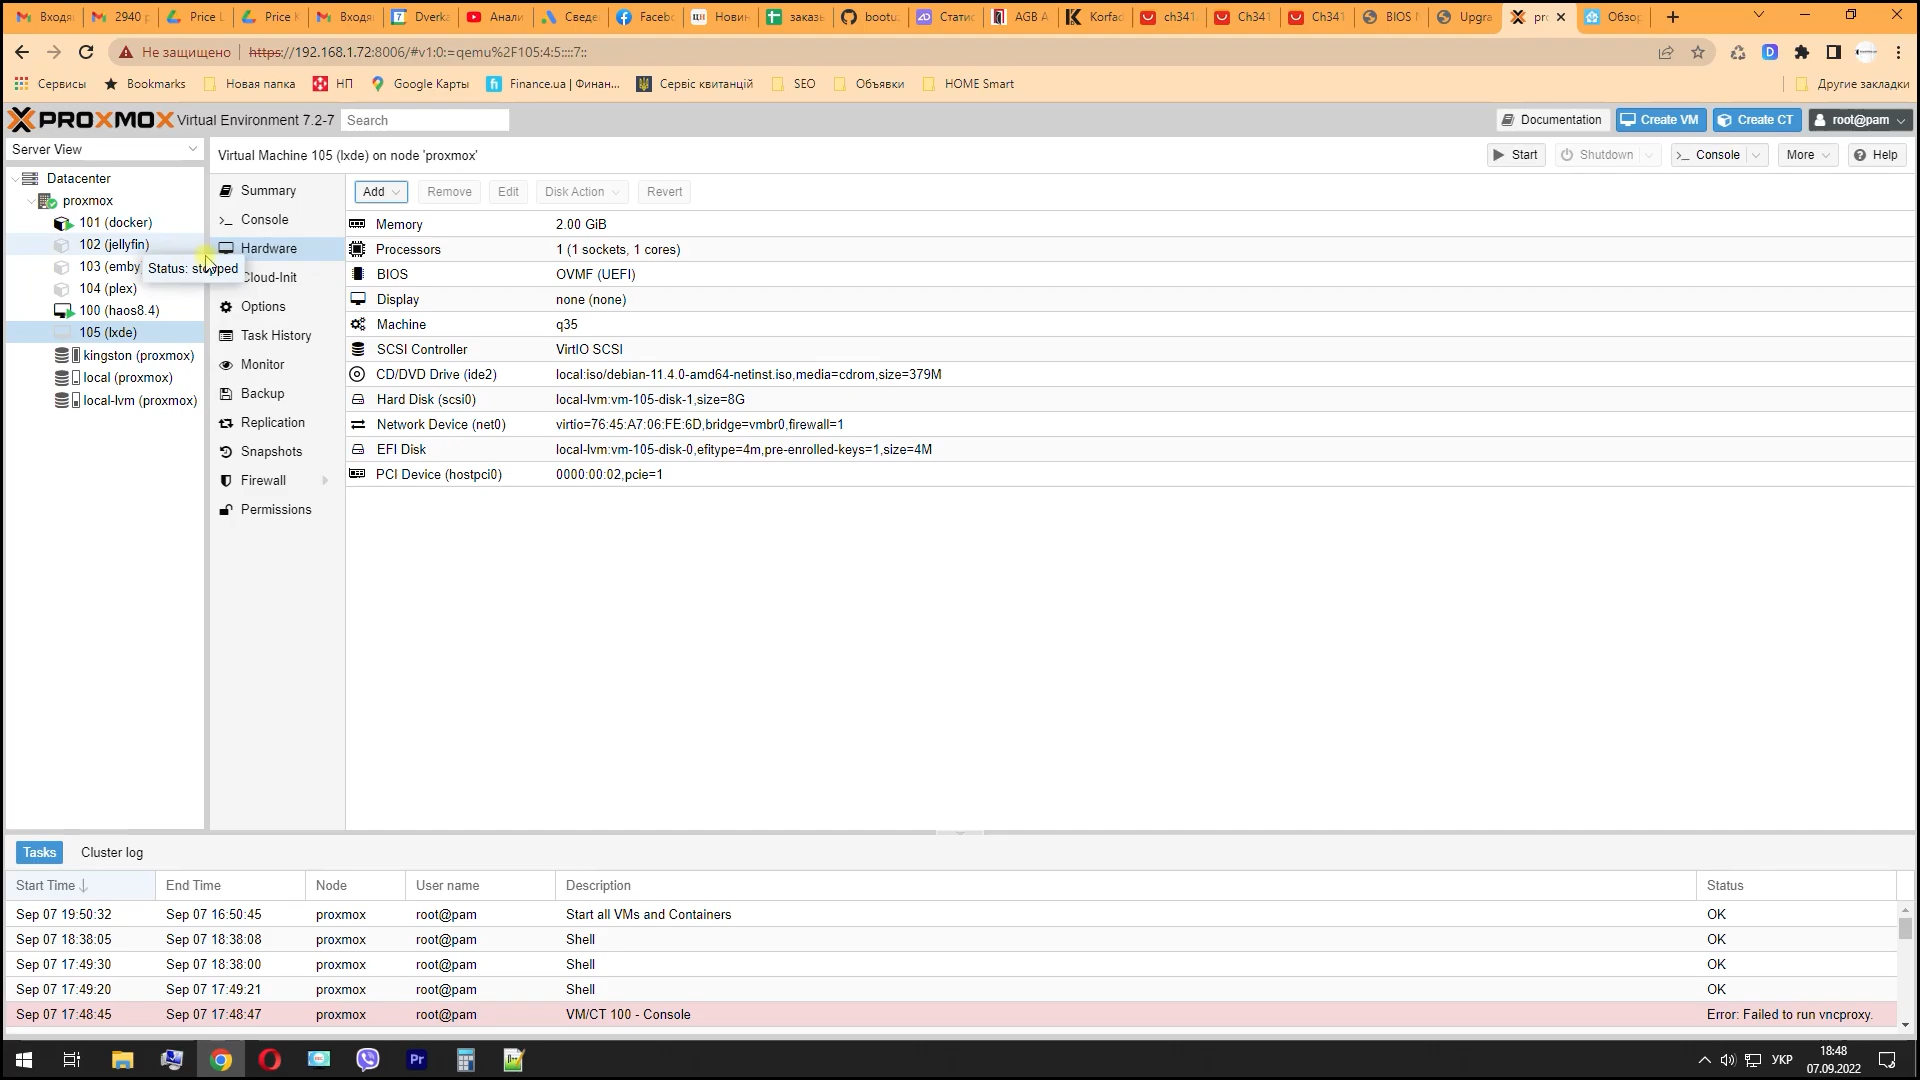 Входя
2940 р
Price L
Price K
Входя
Dverka
Анали
Сведе
Facebo
Новин
заказы
bootu
Статис
AGB A
Korfac
ch341
Ch341
Ch341
BIOS
Upgra
pro
Обзор
Не защищено
https://192.168.1.72:8006/#v1:0:=qemu%2F105:4:5::::7::
Сервисы
Bookmarks
Новая папка
НП
Google Карты
Finance.ua | Финан...
Сервіс квитанцій
SEO
Объявки
HOME Smart
Другие закладки
PROXMOX Virtual Environment 7.2-7
Search
Documentation
Create VM
Create CT
root@pam
Server View
Virtual Machine 105 (lxde) on node 'proxmox'
Start
Shutdown
Console
More
Help
Datacenter
proxmox
101 (docker)
102 (jellyfin)
103 (emby
104 (plex)
100 (haos8.4)
105 (lxde)
kingston (proxmox)
local (proxmox)
local-lvm (proxmox)
Status: stopped
Summary
Console
Hardware
Cloud-Init
Options
Task History
Monitor
Backup
Replication
Snapshots
Firewall
Permissions
Add
Remove
Edit
Disk Action
Revert
Memory 2.00 GiB
Processors 1 (1 sockets, 1 cores)
BIOS OVMF (UEFI)
Display none (none)
Machine q35
SCSI Controller VirtIO SCSI
CD/DVD Drive (ide2) local:iso/debian-11.4.0-amd64-netinst.iso,media=cdrom,size=379M
Hard Disk (scsi0) local-lvm:vm-105-disk-1,size=8G
Network Device (net0) virtio=76:45:A7:06:FE:6D,bridge=vmbr0,firewall=1
EFI Disk local-lvm:vm-105-disk-0,efitype=4m,pre-enrolled-keys=1,size=4M
PCI Device (hostpci0) 0000:00:02,pcie=1
Tasks
Cluster log
Start Time End Time Node User name Description Status
Sep 07 19:50:32 Sep 07 16:50:45 proxmox root@pam Start all VMs and Containers OK
Sep 07 18:38:05 Sep 07 18:38:08 proxmox root@pam Shell OK
Sep 07 17:49:30 Sep 07 18:38:00 proxmox root@pam Shell OK
Sep 07 17:49:20 Sep 07 17:49:21 proxmox root@pam Shell OK
Sep 07 17:48:45 Sep 07 17:48:47 proxmox root@pam VM/CT 100 - Console Error: Failed to run vncproxy.
Pr
УКР
18:48
07.09.2022